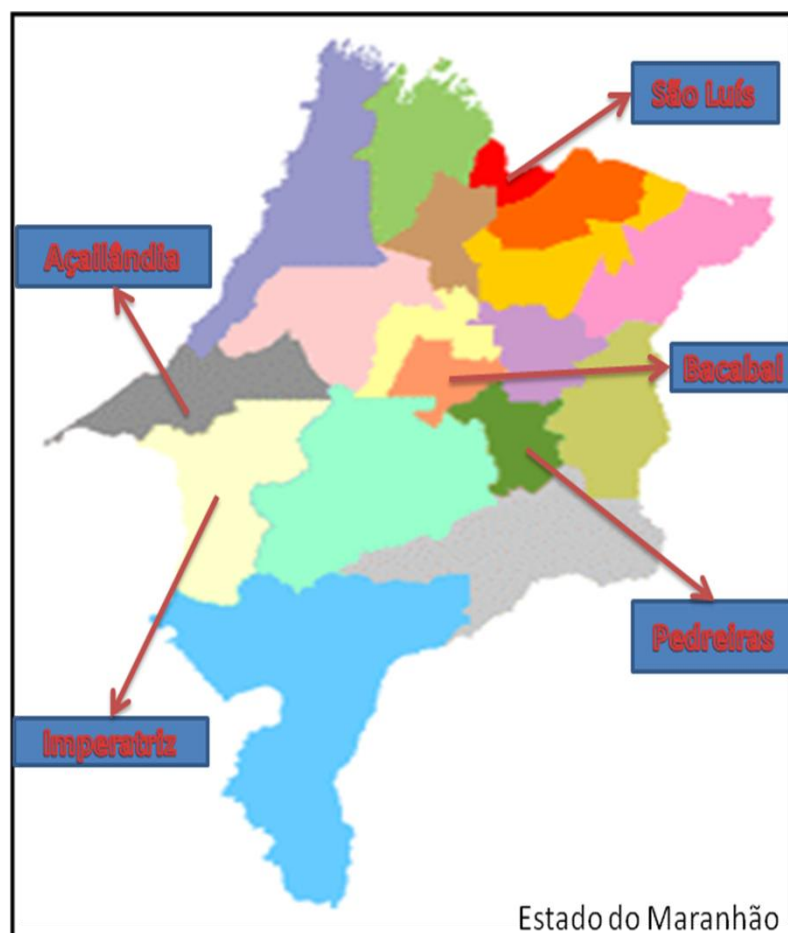 São Luís
Açailândia
Bacabal
Pedreiras
Imperatriz
Estado do Maranhão